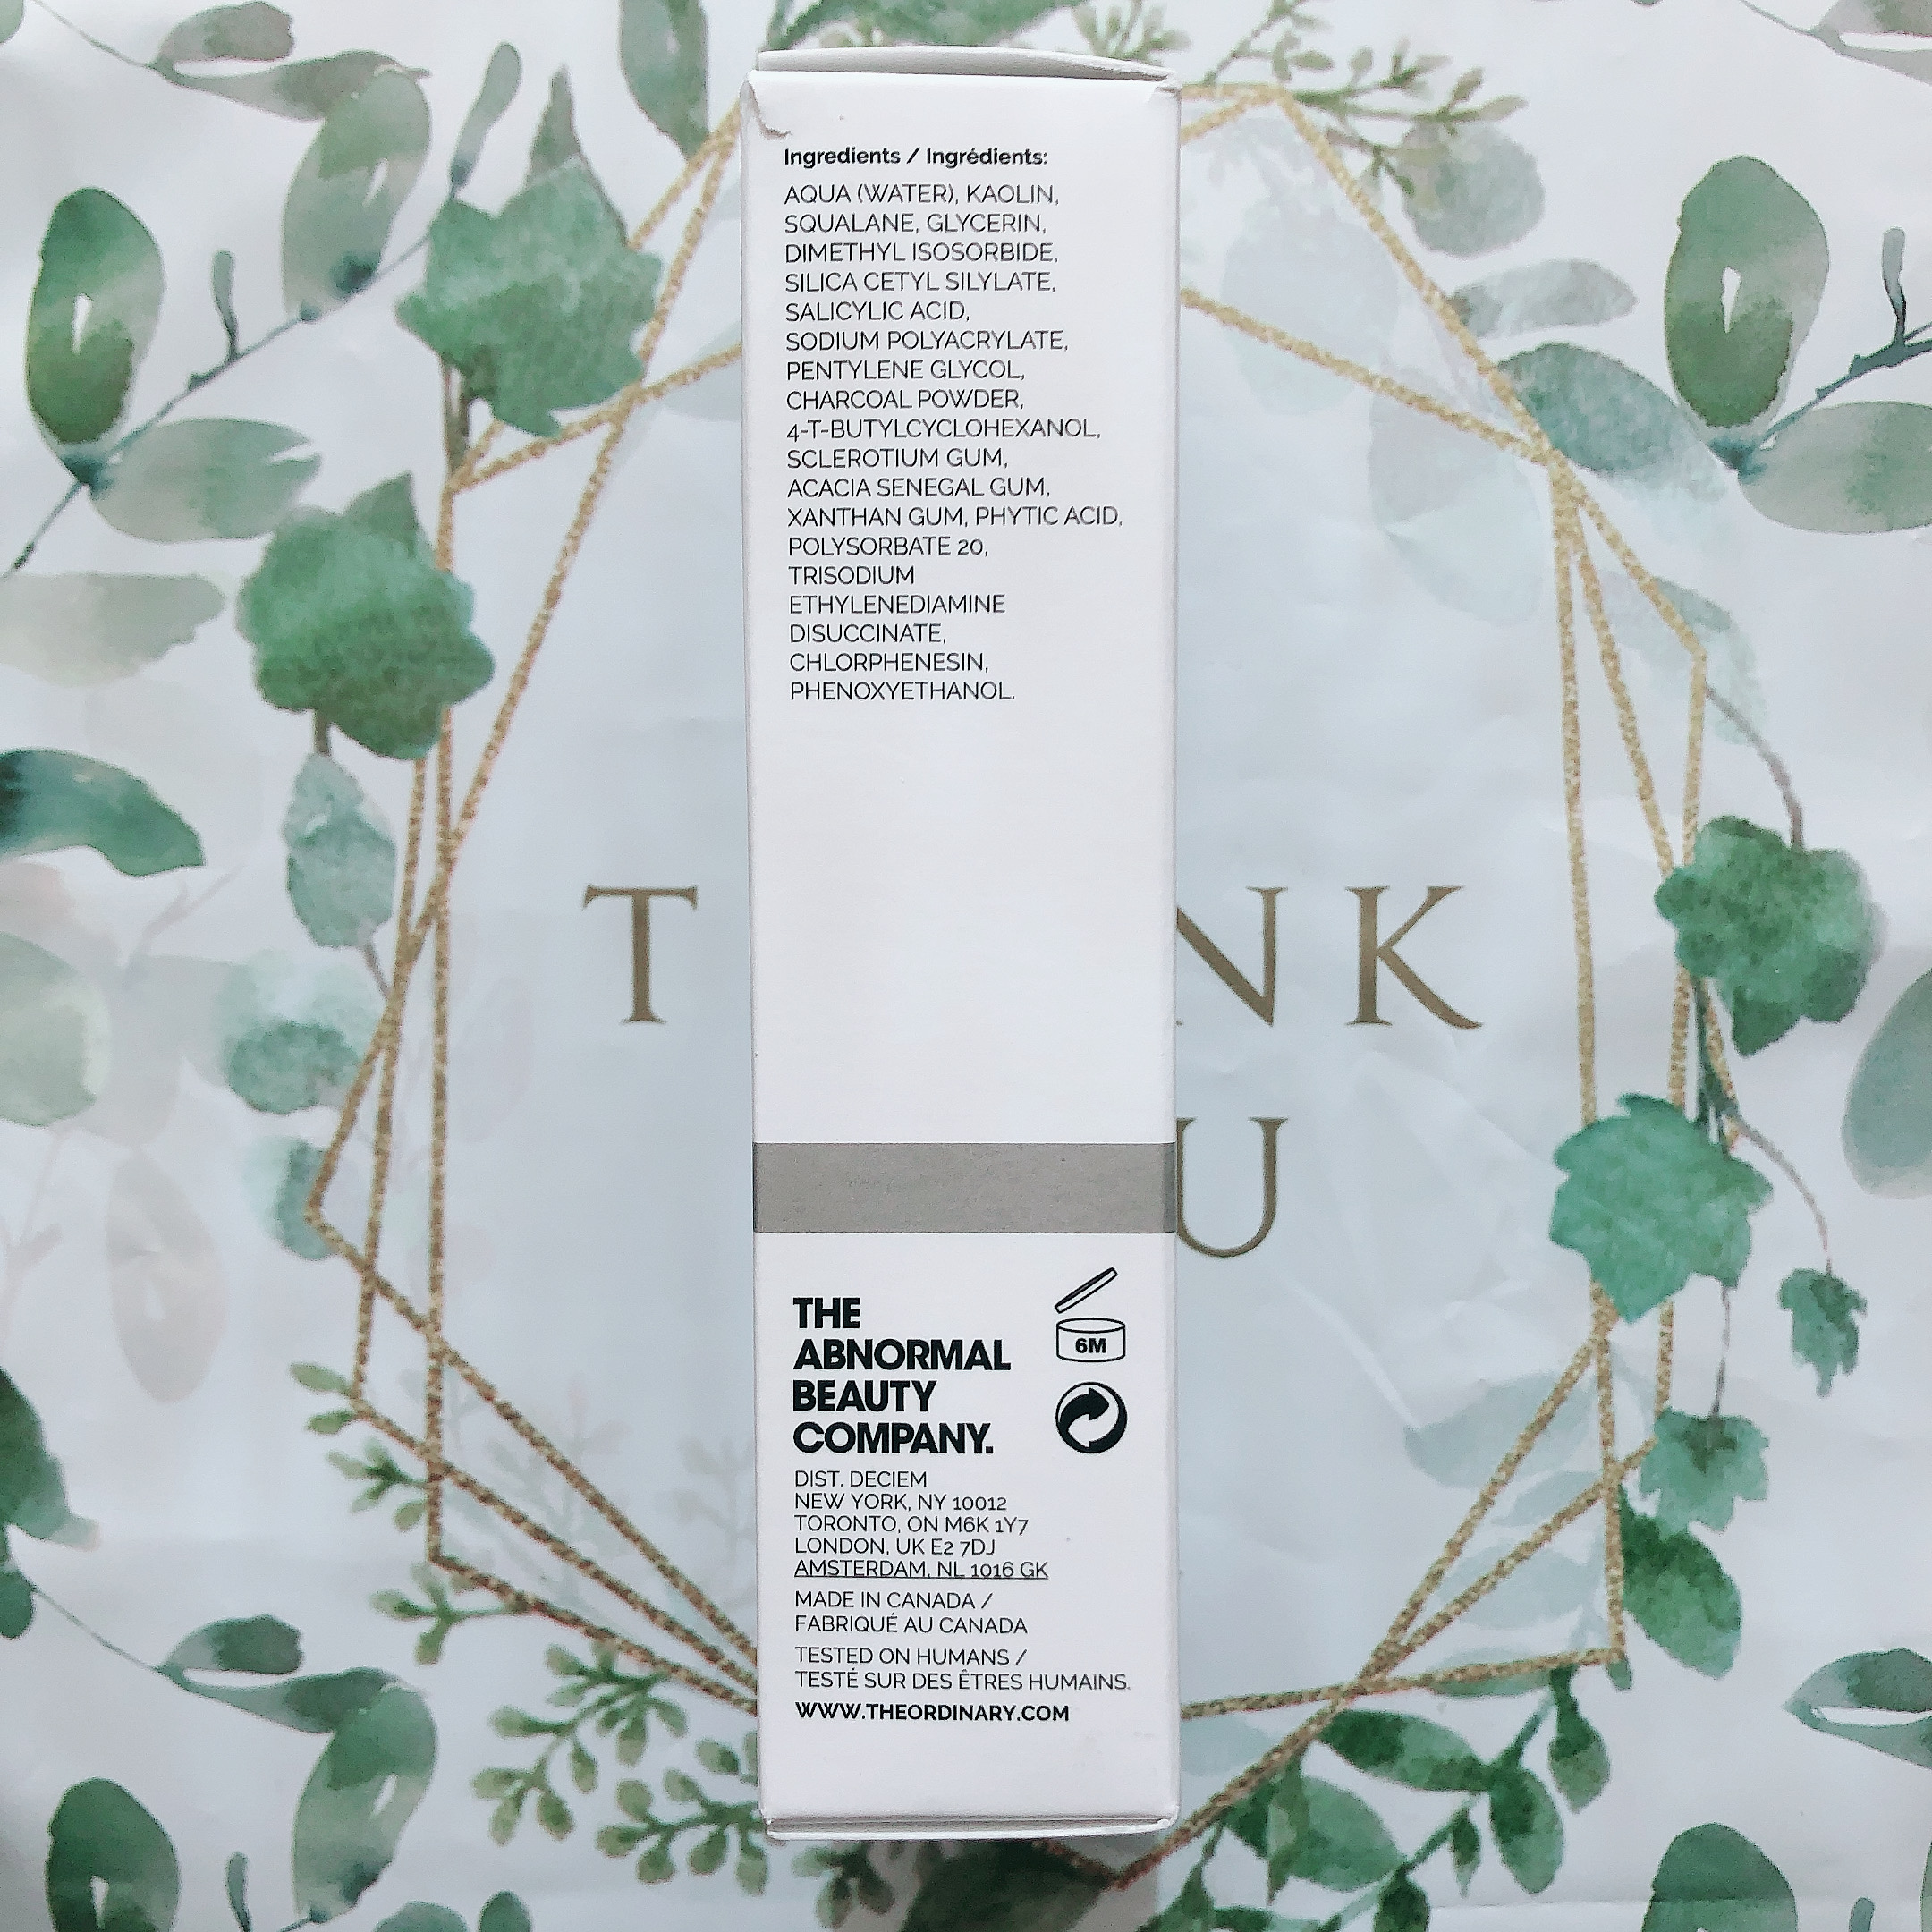 Ingredients / Ingrédients:
AQUA (WATER), KAOLIN,
SQUALANE, GLYCERIN,
DIMETHYL ISOSORBIDE,
SILICA CETYL SILYLATE,
SALICYLIC ACID,
SODIUM POLYACRYLATE,
PENTYLENE GLYCOL,
CHARCOAL POWDER,
4-T-BUTYLCYCLOHEXANOL,
SCLEROTIUM GUM,
ACACIA SENEGAL GUM,
XANTHAN GUM, PHYTIC ACID,
POLYSORBATE 20,
TRISODIUM
ETHYLENEDIAMINE
DISUCCINATE,
CHLORPHENESIN,
PHENOXYETHANOL.
T NK
U
6M
THE
ABNORMAL
BEAUTY
COMPANY.
DIST. DECIEM
NEW YORK, NY 10012
TORONTO, ON M6K 1Y7
LONDON, UK E2 7DJ
AMSTERDAM, NL 1016 GK
MADE IN CANADA /
FABRIQUÉ AU CANADA
TESTED ON HUMANS /
TESTÉ SUR DES ÊTRES HUMAINS.
WWW.THEORDINARY.COM